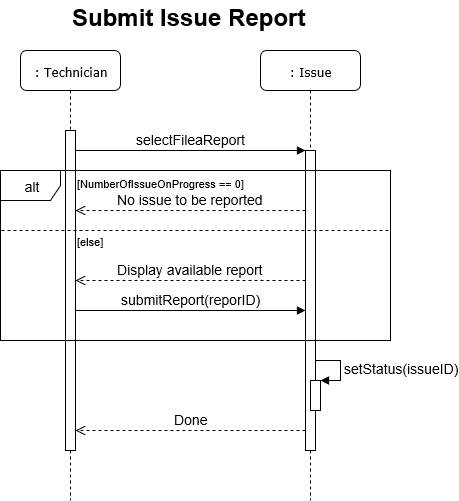 Submit Issue Report
: Technician
: Issue
selectFileaReport
alt
[NumberOfIssueOnProgress == 0]
No issue to be reported
[else]
Display available report
submitReport(reporID)
setStatus(issueID)
Done